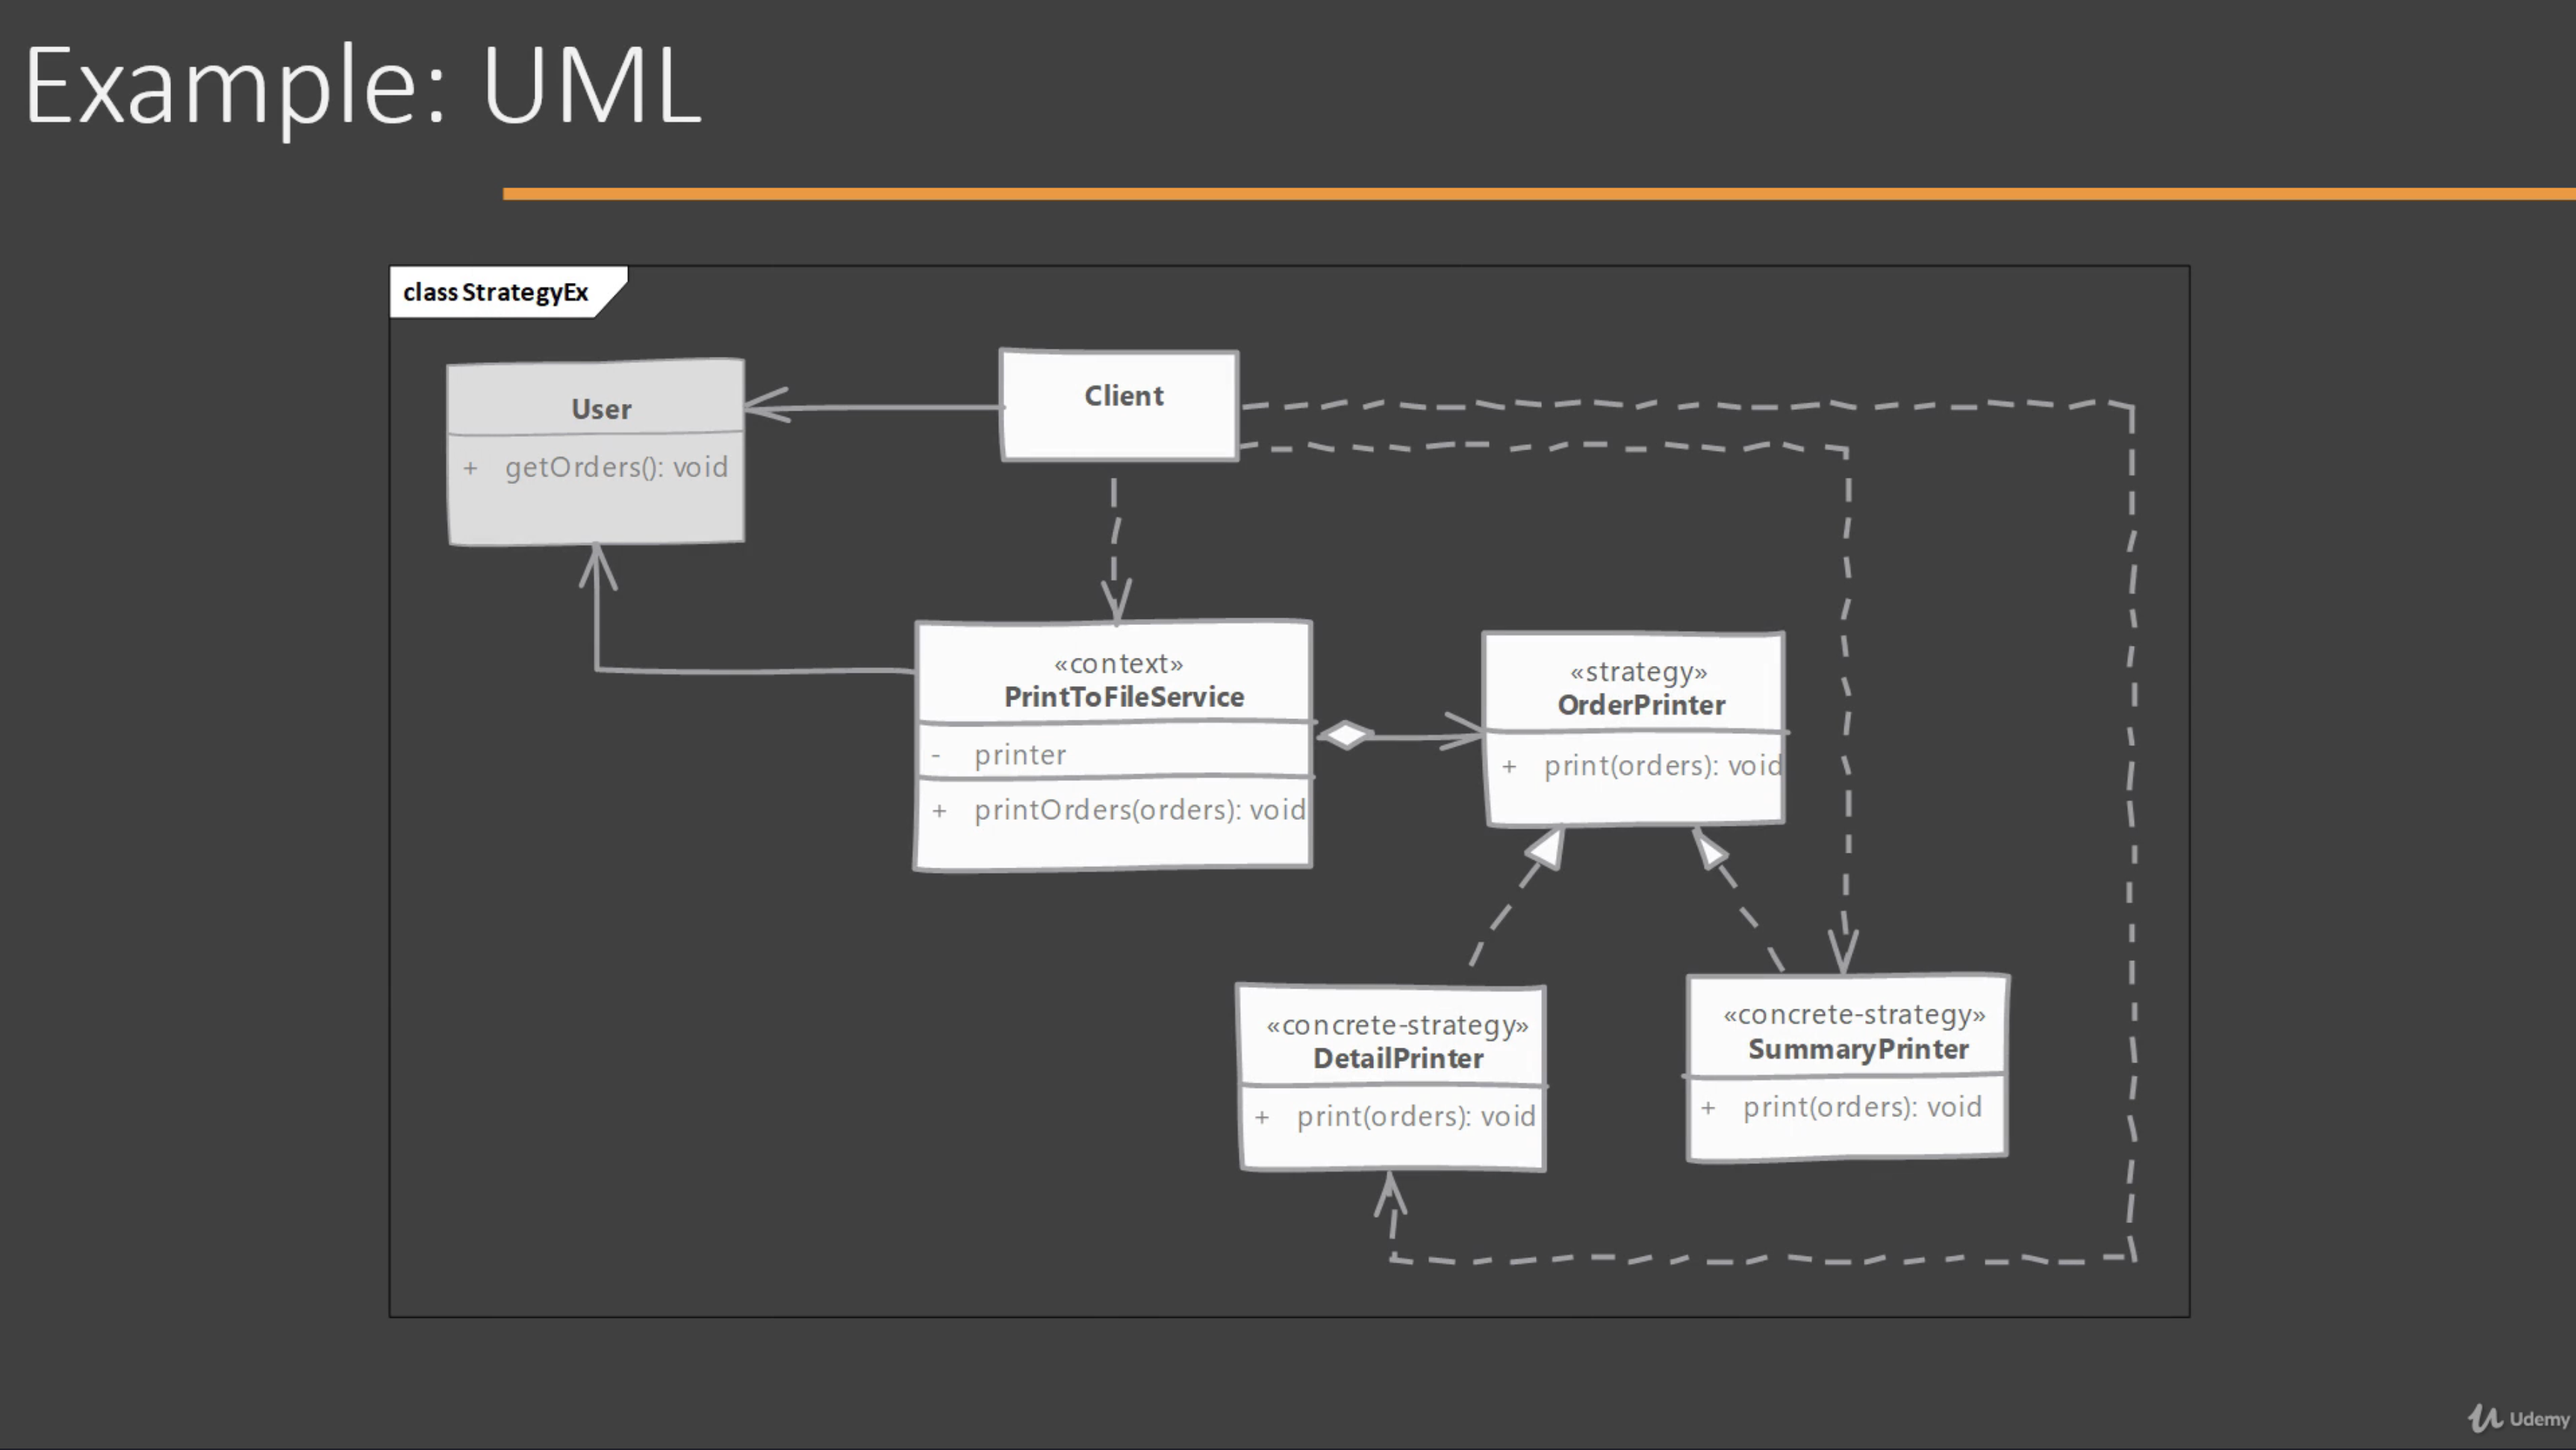 Example: UML
class StrategyEx
User
+ getOrders(): void
Client
«context»
PrintToFileService
- printer
+ printOrders(orders): void
«strategy»
OrderPrinter
+ print(orders): void
«concrete-strategy»
DetailPrinter
+ print(orders): void
«concrete-strategy»
SummaryPrinter
+ print(orders): void
Udemy